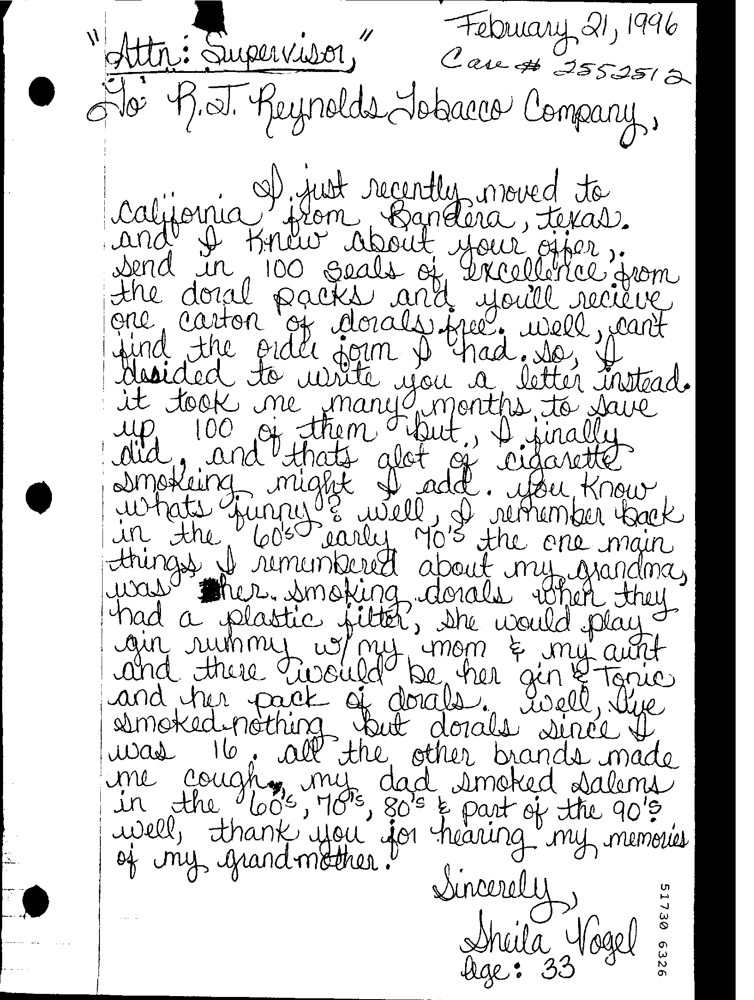 February 21, 1996
"Attn: Supervisor,"
Case # 2552512
To R.J. Reynolds Tobacco Company,
I just recently moved to
california from Bandera, texas.
and I Knew about your offer,.
send in 100 seals of excellence from
the doral packs and you'll recieve
one carton of dorals free. well, can't
find the order form I had. so, I
desided to write you a letter instead.
it took me many months, to save
up 100 of them but, I finally
did, and thats alot of cigarette
smokeing might I add. you Know
whats funny? well, I remember back
in the 60's early 70's the one main
things I remembered about my grandma,
was her. smoking dorals when they
had a plastic filter, she would play
gin rummy w/ my mom & my aunt
and there would be her gin & Tonic
and her pack of dorals. well, I've
smoked nothing but dorals since I
was 16. all the other brands made
me cough, my dad smoked salems
in the 60's, 70's, 80's & part of the 90's
well, thank you for hearing my memories
of my grandmother!
Sincerely,
Sheila Vogel
age: 33
51730 6326